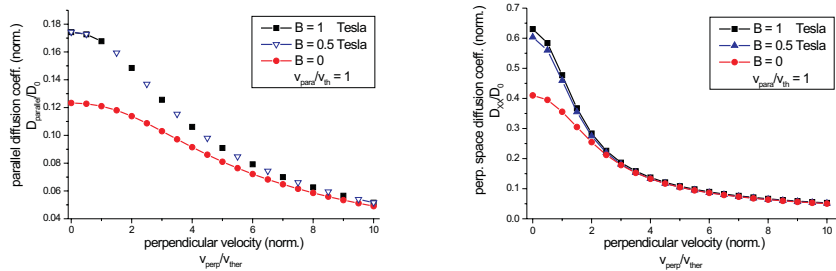 parallel diffusion coeff. (norm.)
D_parallel/D_0
0.18
0.16
0.14
0.12
0.10
0.08
0.06
0.04
0 2 4 6 8 10
perpendicular velocity (norm.)
v_perp/v_ther
B = 1 Tesla
B = 0.5 Tesla
B = 0
v_para/v_th = 1
perp. space diffusion coeff. (norm.)
D_XX/D_0
0.7
0.6
0.5
0.4
0.3
0.2
0.1
0.0
0 2 4 6 8 10
perpendicular velocity (norm.)
v_perp/v_ther
B = 1 Tesla
B = 0.5 Tesla
B = 0
v_para/v_th = 1